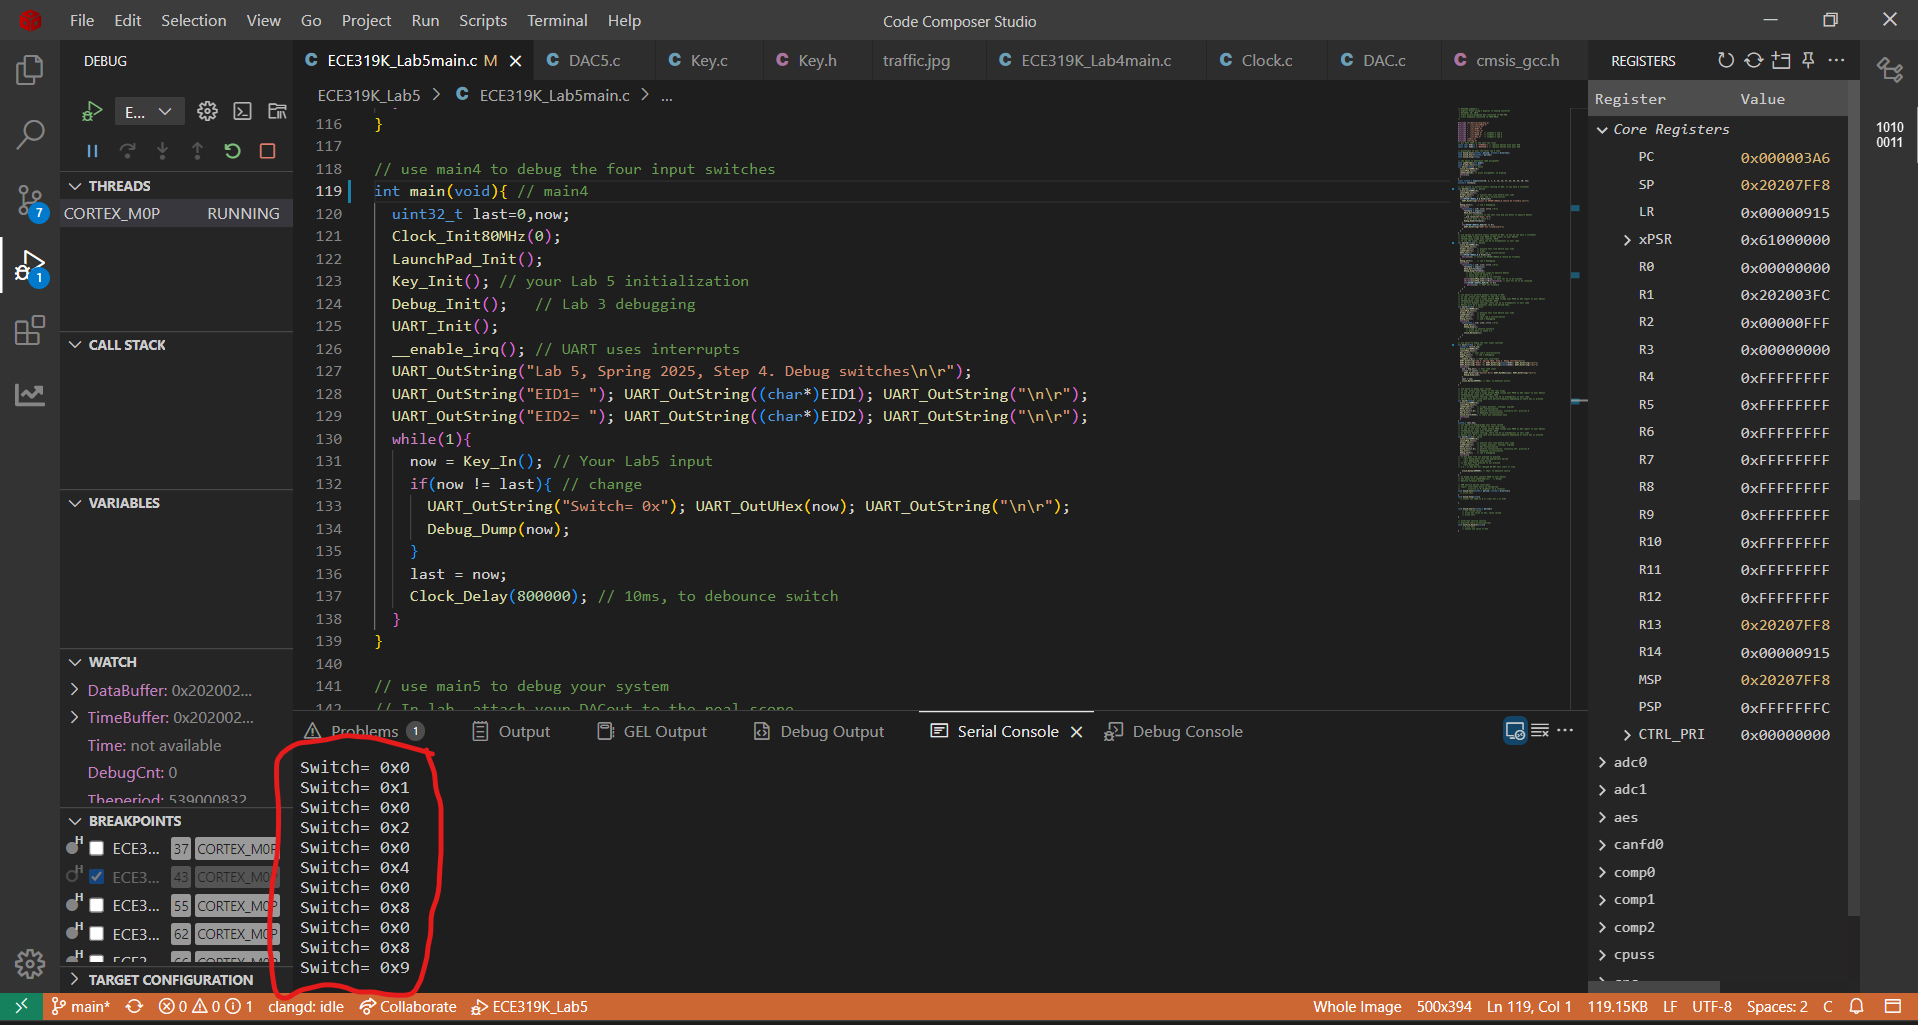 File Edit Selection View Go Project Run Scripts Terminal Help
Code Composer Studio
DEBUG
E...
THREADS
CORTEX_M0P RUNNING
CALL STACK
VARIABLES
WATCH
DataBuffer: 0x202002...
TimeBuffer: 0x202002...
Time: not available
DebugCnt: 0
Theperiod: 539000832
BREAKPOINTS
ECE3... 37 CORTEX_M0P
ECE3... 43 CORTEX_M0P
ECE3... 55 CORTEX_M0P
ECE3... 62 CORTEX_M0P
TARGET CONFIGURATION
7
1
ECE319K_Lab5main.c M DAC5.c Key.c Key.h traffic.jpg ECE319K_Lab4main.c Clock.c DAC.c cmsis_gcc.h
ECE319K_Lab5 > C ECE319K_Lab5main.c > ...
116 }
117
118 // use main4 to debug the four input switches
119 int main(void){ // main4
120 uint32_t last=0,now;
121 Clock_Init80MHz(0);
122 LaunchPad_Init();
123 Key_Init(); // your Lab 5 initialization
124 Debug_Init();   // Lab 3 debugging
125 UART_Init();
126 __enable_irq(); // UART uses interrupts
127 UART_OutString("Lab 5, Spring 2025, Step 4. Debug switches\n\r");
128 UART_OutString("EID1= "); UART_OutString((char*)EID1); UART_OutString("\n\r");
129 UART_OutString("EID2= "); UART_OutString((char*)EID2); UART_OutString("\n\r");
130 while(1){
131 now = Key_In(); // Your Lab5 input
132 if(now != last){ // change
133 UART_OutString("Switch= 0x"); UART_OutUHex(now); UART_OutString("\n\r");
134 Debug_Dump(now);
135 }
136 last = now;
137 Clock_Delay(800000); // 10ms, to debounce switch
138 }
139 }
140
141 // use main5 to debug your system
142 // In lab, attach your DACout to the real scope
Problems 1 Output GEL Output Debug Output Serial Console Debug Console
Switch= 0x0
Switch= 0x1
Switch= 0x0
Switch= 0x2
Switch= 0x0
Switch= 0x4
Switch= 0x0
Switch= 0x8
Switch= 0x0
Switch= 0x8
Switch= 0x9
REGISTERS
Register Value
Core Registers
PC 0x000003A6
SP 0x20207FF8
LR 0x00000915
xPSR 0x61000000
R0 0x00000000
R1 0x202003FC
R2 0x00000FFF
R3 0x00000000
R4 0xFFFFFFFF
R5 0xFFFFFFFF
R6 0xFFFFFFFF
R7 0xFFFFFFFF
R8 0xFFFFFFFF
R9 0xFFFFFFFF
R10 0xFFFFFFFF
R11 0xFFFFFFFF
R12 0xFFFFFFFF
R13 0x20207FF8
R14 0x00000915
MSP 0x20207FF8
PSP 0xFFFFFFFC
CTRL_PRI 0x00000000
adc0
adc1
aes
canfd0
comp0
comp1
comp2
cpuss
1010
0011
main* 0 0 1 clangd: idle Collaborate ECE319K_Lab5
Whole Image 500x394 Ln 119, Col 1 119.15KB LF UTF-8 Spaces: 2 C